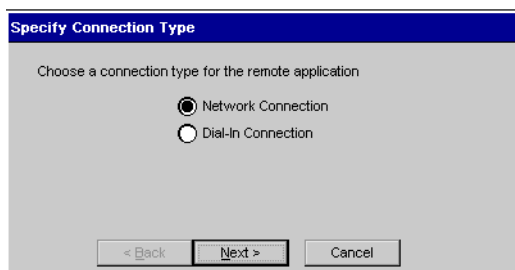 Specify Connection Type
Choose a connection type for the remote application
Network Connection
Dial-In Connection
< Back Next > Cancel